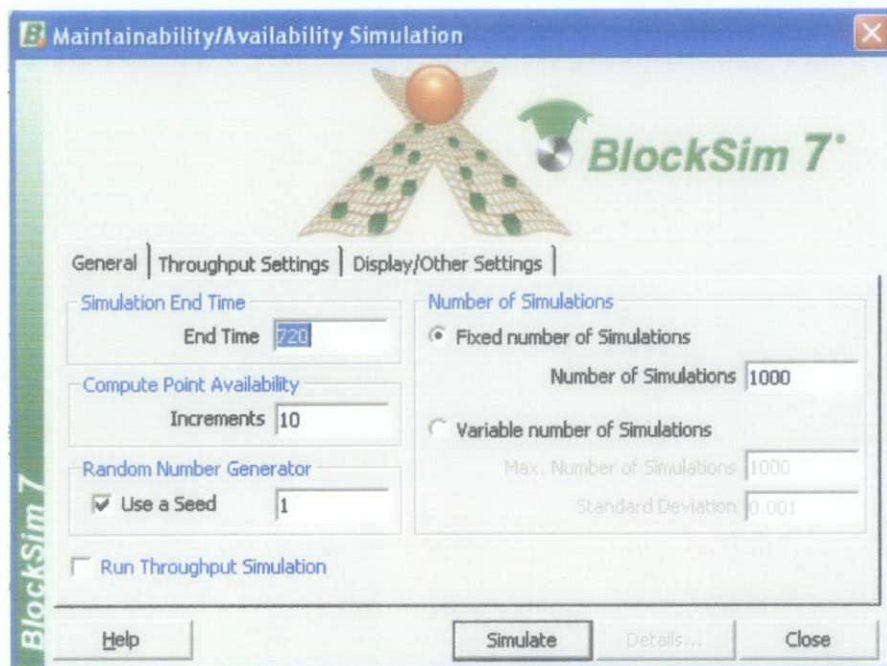 Maintainability/Availability Simulation
BlockSim 7
General Throughput Settings Display/Other Settings
Simulation End Time
End Time 720
Compute Point Availability
Increments 10
Random Number Generator
Use a Seed 1
Run Throughput Simulation
Number of Simulations
Fixed number of Simulations
Number of Simulations 1000
Variable number of Simulations
Max. Number of Simulations 1000
Standard Deviation 0.001
BlockSim 7
Help Simulate Details... Close